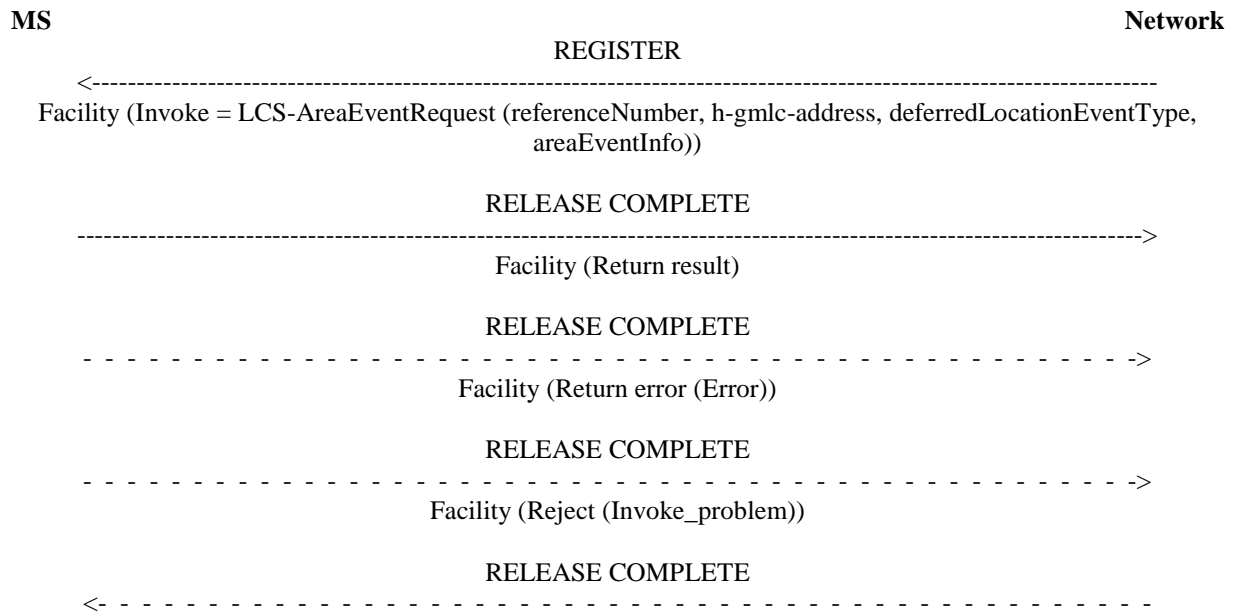 MS Network
REGISTER
<------------------------------------------------------------------------------------------------------------------------
Facility (Invoke = LCS-AreaEventRequest (referenceNumber, h-gmlc-address, deferredLocationEventType,
areaEventInfo))
RELEASE COMPLETE
------------------------------------------------------------------------------------------------------------------------>
Facility (Return result)
RELEASE COMPLETE
- - - - - - - - - - - - - - - - - - - - - - - - - - - - - - - - - - - - - - - - - - - - - - - - ->
Facility (Return error (Error))
RELEASE COMPLETE
- - - - - - - - - - - - - - - - - - - - - - - - - - - - - - - - - - - - - - - - - - - - - - - - ->
Facility (Reject (Invoke_problem))
RELEASE COMPLETE
<- - - - - - - - - - - - - - - - - - - - - - - - - - - - - - - - - - - - - - - - - - - - - - - - -